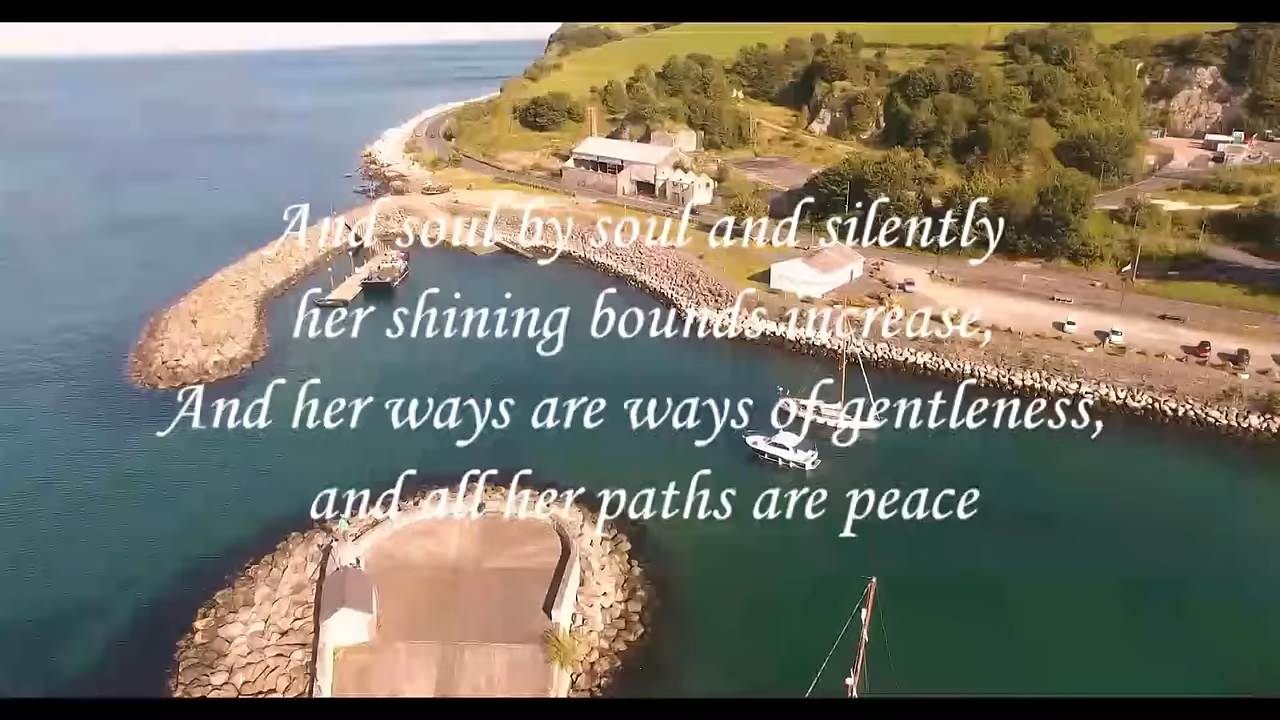 And soul by soul and silently
her shining bounds increase,
And her ways are ways of gentleness,
and all her paths are peace